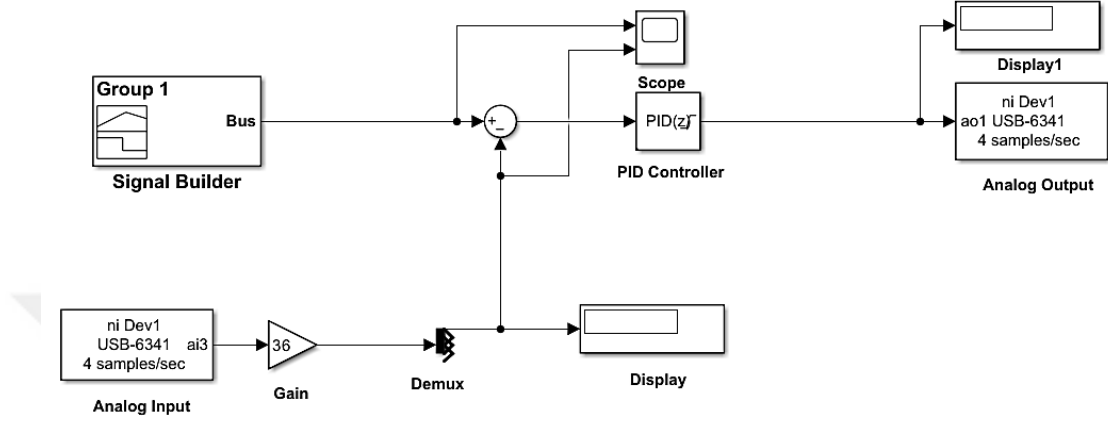 Group 1
Bus
Signal Builder
+
−
Scope
PID(z)
PID Controller
Display1
ni Dev1
ao1 USB-6341
4 samples/sec
Analog Output
ni Dev1
USB-6341 ai3
4 samples/sec
Analog Input
36
Gain
Demux
Display